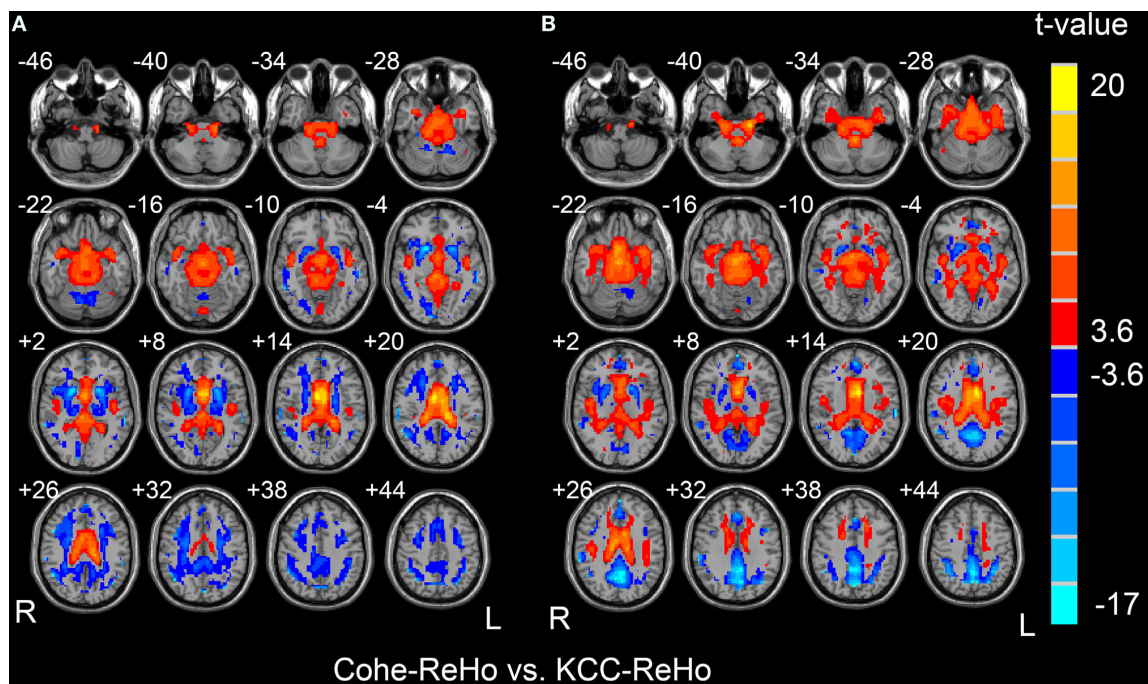 A
B
t-value
-46 -40 -34 -28
-46 -40 -34 -28
20
-22 -16 -10 -4
-22 -16 -10 -4
3.6
-3.6
+2 +8 +14 +20
+2 +8 +14 +20
+26 +32 +38 +44
+26 +32 +38 +44
-17
R L
R L
Cohe-ReHo vs. KCC-ReHo